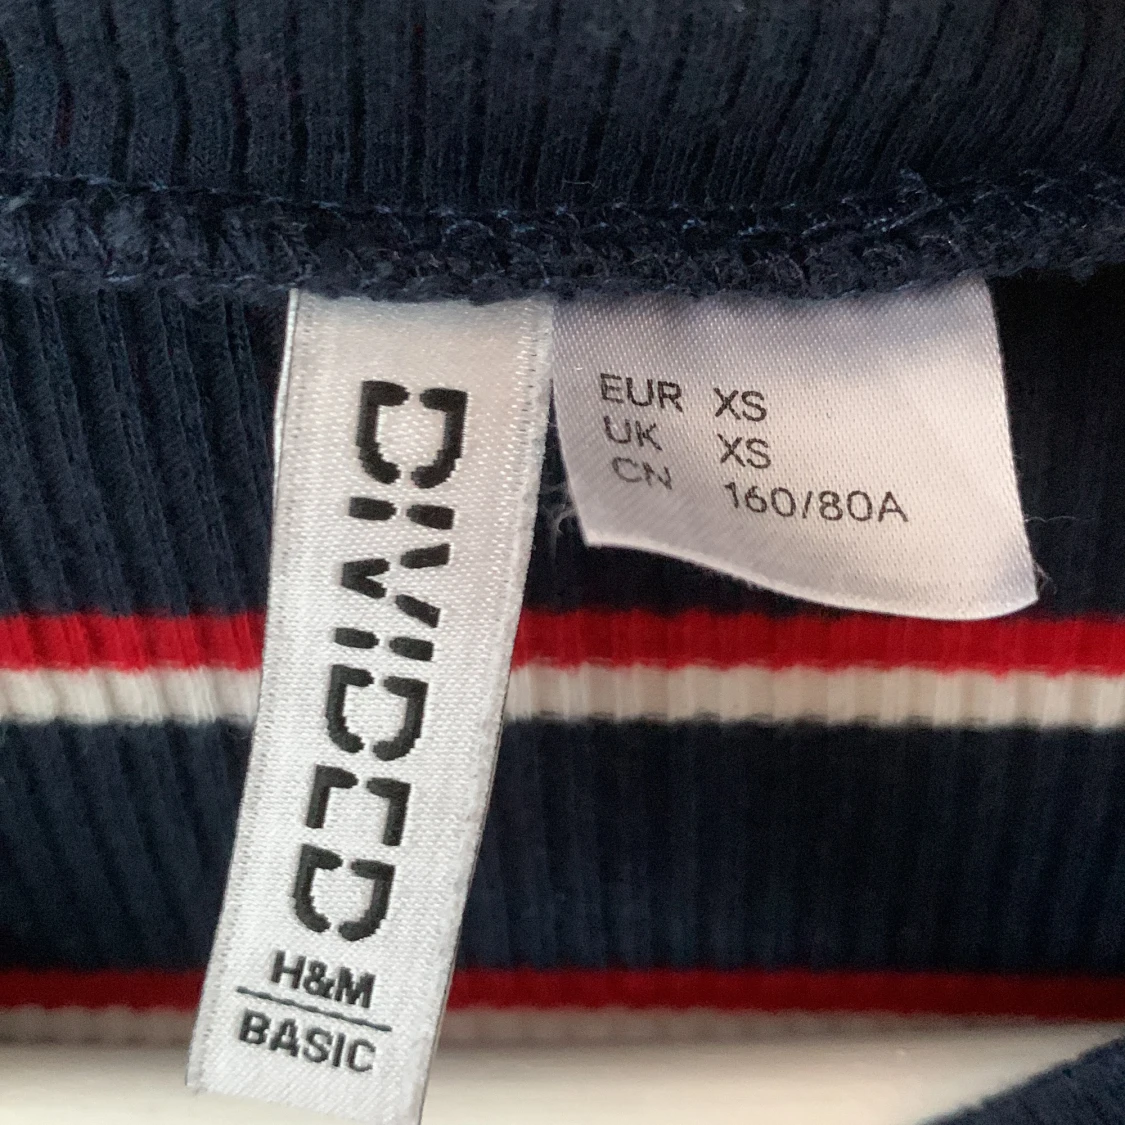 DIVIDED
H&M
BASIC
EUR XS
UK XS
CN 160/80A